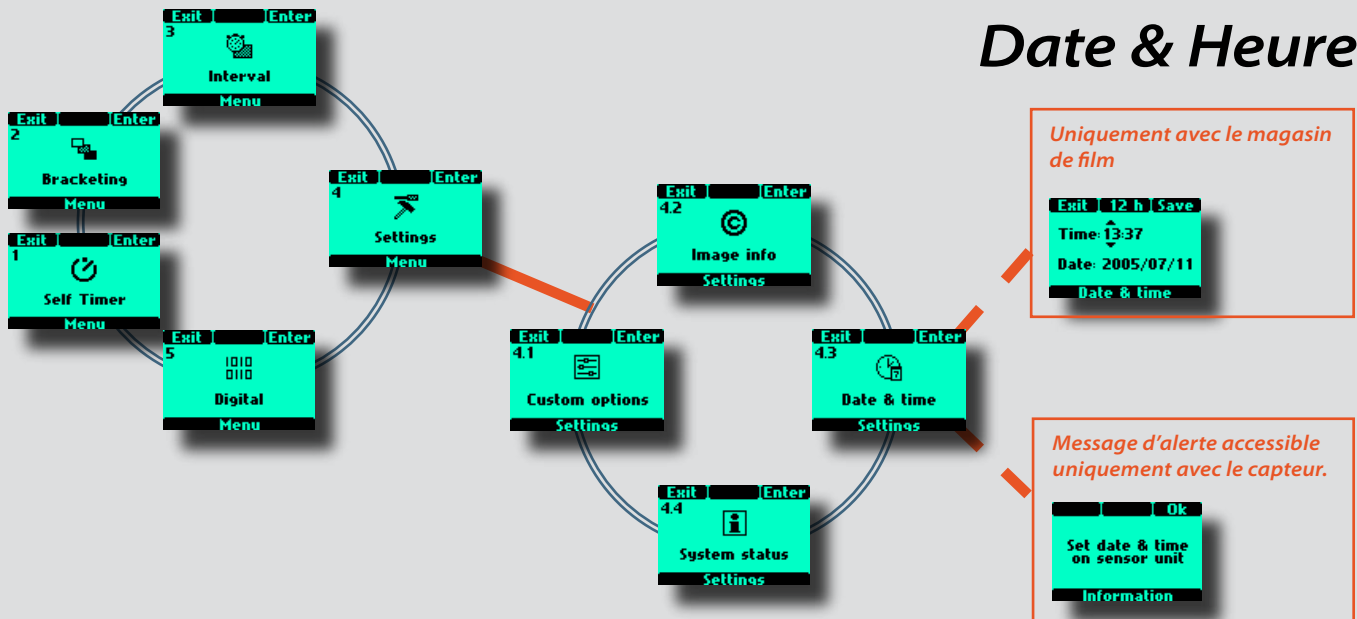 Date & Heure
Exit Enter
3
Interval
Menu
Exit Enter
2
Bracketing
Menu
Exit Enter
1
Self Timer
Menu
Exit Enter
4
Settings
Menu
Exit Enter
5
1010
0110
Digital
Menu
Exit Enter
4.2
©
Image info
Settings
Exit Enter
4.1
Custom options
Settings
Exit Enter
4.3
?
Date & time
Settings
Exit Enter
4.4
i
System status
Settings
Uniquement avec le magasin
de film
Exit 12 h Save
Time: 13:37
Date: 2005/07/11
Date & time
Message d’alerte accessible
uniquement avec le capteur.
Ok
Set date & time
on sensor unit
Information